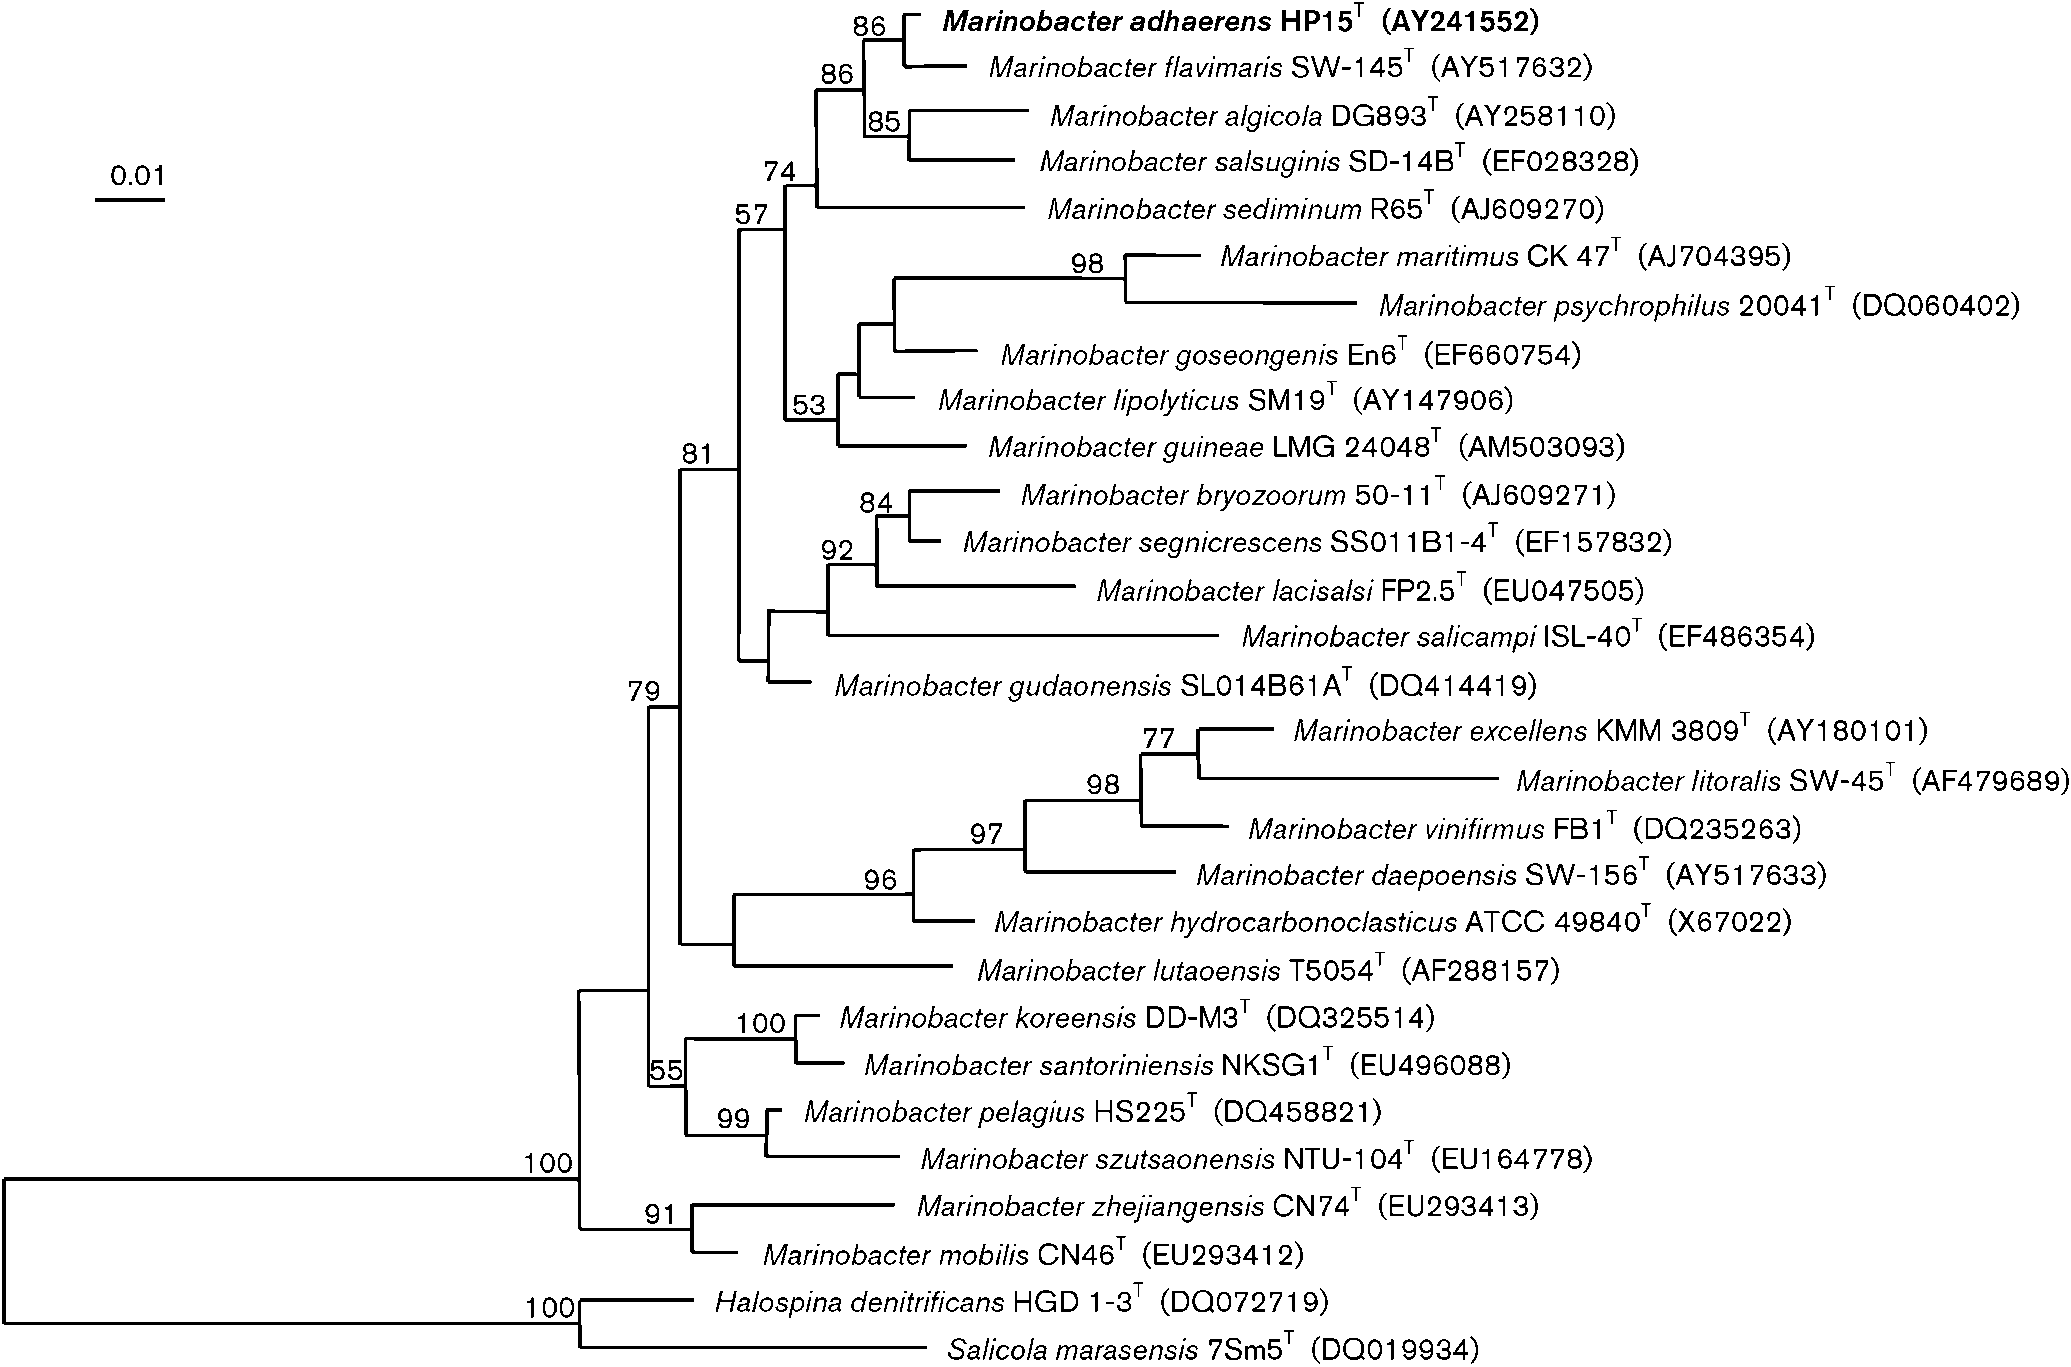 86 Marinobacter adhaerens HP15T (AY241552)
Marinobacter flavimaris SW-145T (AY517632)
86
85 Marinobacter algicola DG893T (AY258110)
Marinobacter salsuginis SD-14BT (EF028328)
0.01
74
57 Marinobacter sediminum R65T (AJ609270)
98 Marinobacter maritimus CK 47T (AJ704395)
Marinobacter psychrophilus 20041T (DQ060402)
Marinobacter goseongenis En6T (EF660754)
53 Marinobacter lipolyticus SM19T (AY147906)
Marinobacter guineae LMG 24048T (AM503093)
81
84 Marinobacter bryozoorum 50-11T (AJ609271)
92 Marinobacter segnicrescens SS011B1-4T (EF157832)
Marinobacter lacisalsi FP2.5T (EU047505)
Marinobacter salicampi ISL-40T (EF486354)
79 Marinobacter gudaonensis SL014B61AT (DQ414419)
77 Marinobacter excellens KMM 3809T (AY180101)
98 Marinobacter litoralis SW-45T (AF479689)
97 Marinobacter vinifirmus FB1T (DQ235263)
96 Marinobacter daepoensis SW-156T (AY517633)
Marinobacter hydrocarbonoclasticus ATCC 49840T (X67022)
Marinobacter lutaoensis T5054T (AF288157)
100 Marinobacter koreensis DD-M3T (DQ325514)
55 Marinobacter santoriniensis NKSG1T (EU496088)
99 Marinobacter pelagius HS225T (DQ458821)
100 Marinobacter szutsaonensis NTU-104T (EU164778)
91 Marinobacter zhejiangensis CN74T (EU293413)
Marinobacter mobilis CN46T (EU293412)
100 Halospina denitrificans HGD 1-3T (DQ072719)
Salicola marasensis 7Sm5T (DQ019934)